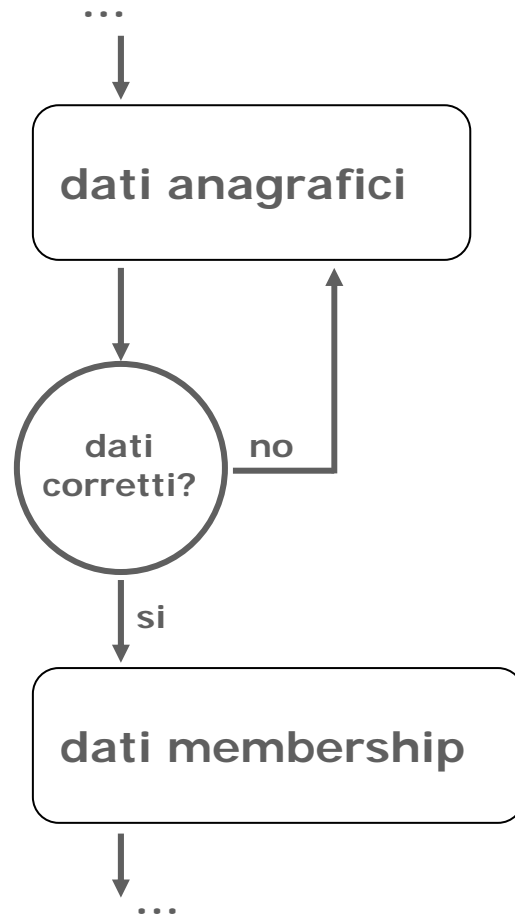 ...
dati anagrafici
dati
corretti?
no
si
dati membership
...